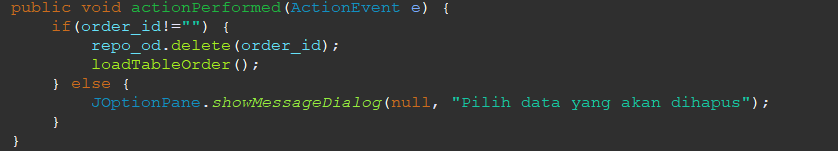 public void actionPerformed(ActionEvent e) {
    if(order_id!="") {
        repo_od.delete(order_id);
        loadTableOrder();
    } else {
        JOptionPane.showMessageDialog(null, "Pilih data yang akan dihapus");
    }
}